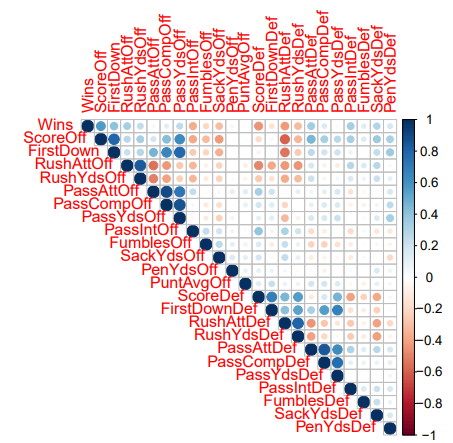 Wins
ScoreOff
FirstDown
RushAttOff
RushYdsOff
PassAttOff
PassCompOff
PassYdsOff
PassIntOff
FumblesOff
SackYdsOff
PenYdsOff
PuntAvgOff
ScoreDef
FirstDownDef
RushAttDef
RushYdsDef
PassAttDef
PassCompDef
PassYdsDef
PassIntDef
FumblesDef
SackYdsDef
PenYdsDef
Wins
ScoreOff
FirstDown
RushAttOff
RushYdsOff
PassAttOff
PassCompOff
PassYdsOff
PassIntOff
FumblesOff
SackYdsOff
PenYdsOff
PuntAvgOff
ScoreDef
FirstDownDef
RushAttDef
RushYdsDef
PassAttDef
PassCompDef
PassYdsDef
PassIntDef
FumblesDef
SackYdsDef
PenYdsDef
1
0.8
0.6
0.4
0.2
0
−0.2
−0.4
−0.6
−0.8
−1